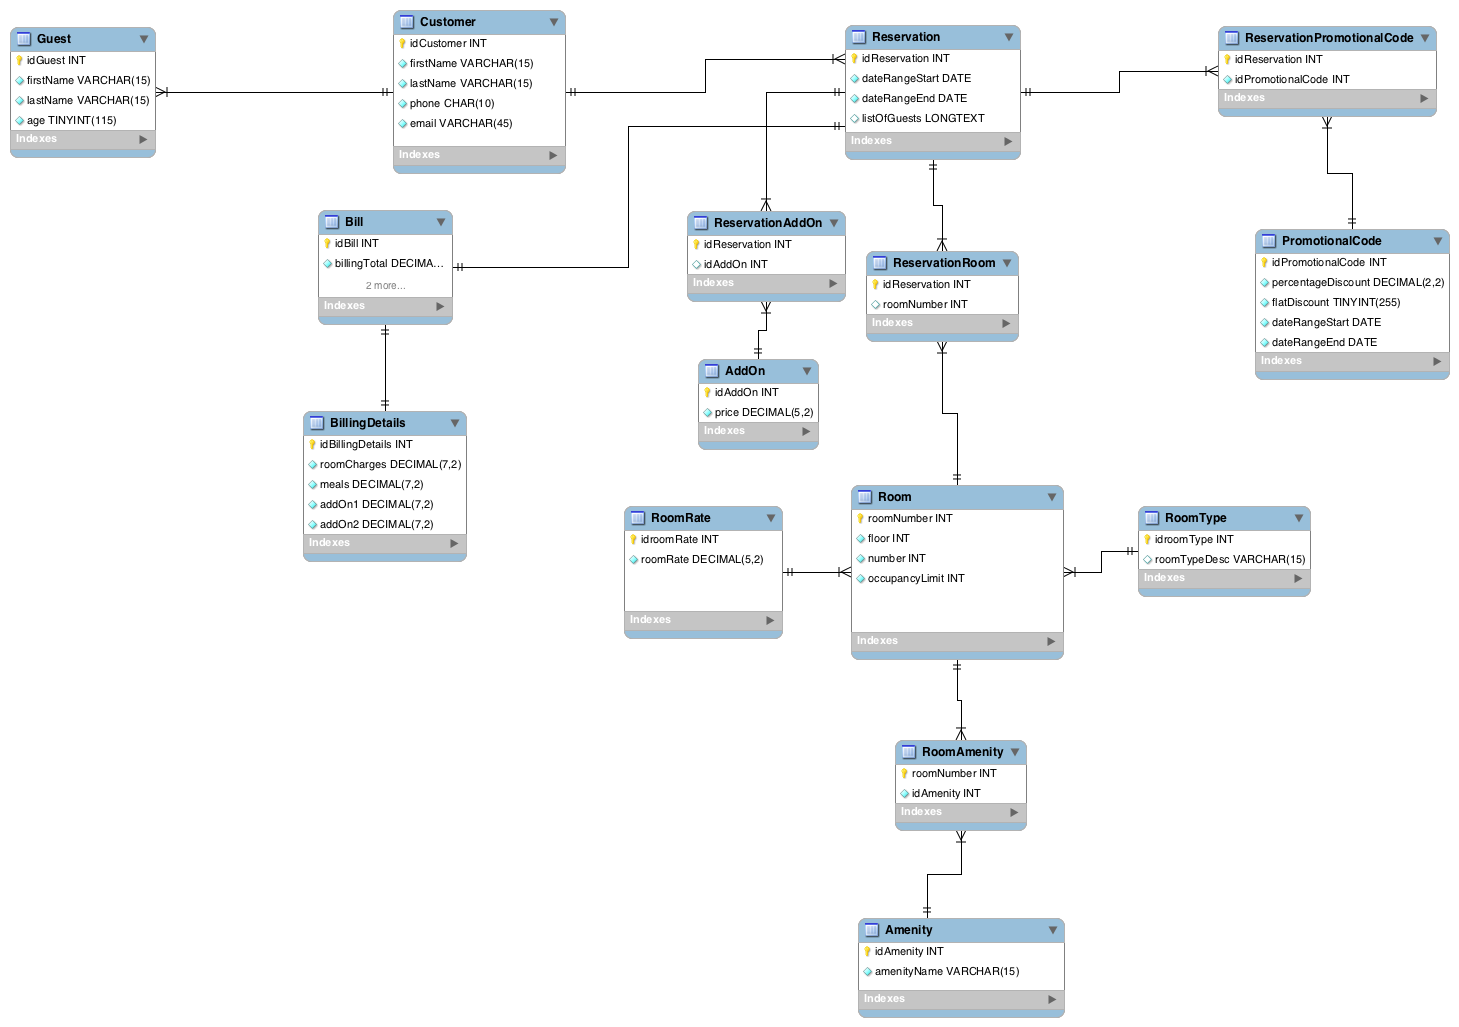 Guest
idGuest INT
firstName VARCHAR(15)
lastName VARCHAR(15)
age TINYINT(115)
Indexes
Customer
idCustomer INT
firstName VARCHAR(15)
lastName VARCHAR(15)
phone CHAR(10)
email VARCHAR(45)
Indexes
Reservation
idReservation INT
dateRangeStart DATE
dateRangeEnd DATE
listOfGuests LONGTEXT
Indexes
ReservationPromotionalCode
idReservation INT
idPromotionalCode INT
Indexes
Bill
idBill INT
billingTotal DECIMA...
2 more...
Indexes
ReservationAddOn
idReservation INT
idAddOn INT
Indexes
ReservationRoom
idReservation INT
roomNumber INT
Indexes
PromotionalCode
idPromotionalCode INT
percentageDiscount DECIMAL(2,2)
flatDiscount TINYINT(255)
dateRangeStart DATE
dateRangeEnd DATE
Indexes
AddOn
idAddOn INT
price DECIMAL(5,2)
Indexes
BillingDetails
idBillingDetails INT
roomCharges DECIMAL(7,2)
meals DECIMAL(7,2)
addOn1 DECIMAL(7,2)
addOn2 DECIMAL(7,2)
Indexes
RoomRate
idroomRate INT
roomRate DECIMAL(5,2)
Indexes
Room
roomNumber INT
floor INT
number INT
occupancyLimit INT
Indexes
RoomType
idroomType INT
roomTypeDesc VARCHAR(15)
Indexes
RoomAmenity
roomNumber INT
idAmenity INT
Indexes
Amenity
idAmenity INT
amenityName VARCHAR(15)
Indexes